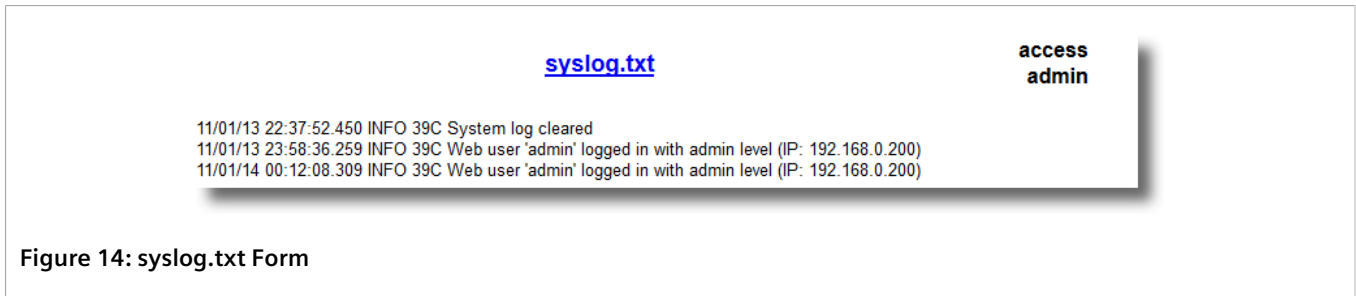 syslog.txt
access
admin
11/01/13 22:37:52.450 INFO 39C System log cleared
11/01/13 23:58:36.259 INFO 39C Web user 'admin' logged in with admin level (IP: 192.168.0.200)
11/01/14 00:12:08.309 INFO 39C Web user 'admin' logged in with admin level (IP: 192.168.0.200)
Figure 14: syslog.txt Form